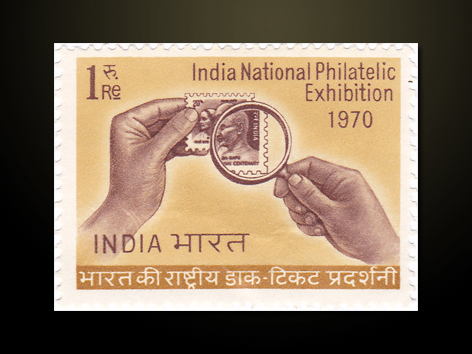 1 रु.
Re
India National Philatelic
Exhibition
1970
INDIA भारत
भारत की राष्ट्रीय डाक-टिकट प्रदर्शनी